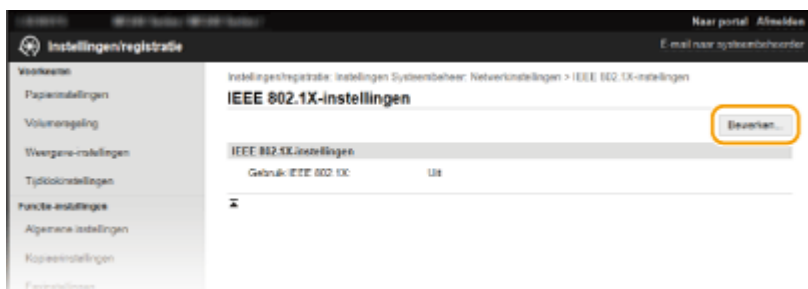 Naar portal Afmelden
Instellingen/registratie
E-mail naar systeembeheerder
Voorkeuren
Papierinstellingen
Volumeregeling
Weergave-instellingen
Tijdklokinstellingen
Functie-instellingen
Algemene instellingen
Kopieerinstellingen
Faxinstellingen
Instellingen/registratie: Instellingen Systeembeheer: Netwerkinstellingen > IEEE 802.1X-instellingen
IEEE 802.1X-instellingen
Bewerken...
IEEE 802.1X-instellingen
Gebruik IEEE 802.1X: Uit